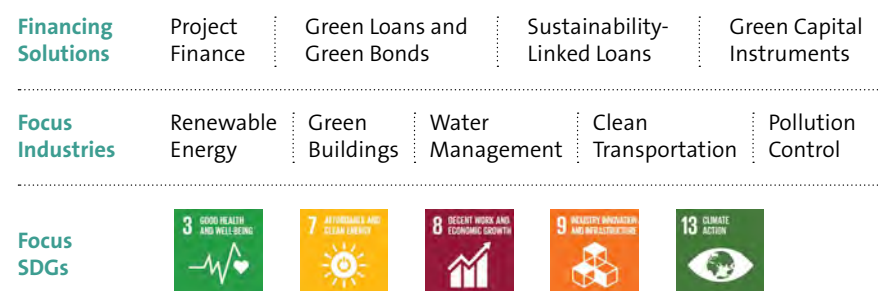 Financing Solutions
Project Finance
Green Loans and Green Bonds
Sustainability-Linked Loans
Green Capital Instruments
Focus Industries
Renewable Energy
Green Buildings
Water Management
Clean Transportation
Pollution Control
Focus SDGs
3 GOOD HEALTH AND WELL-BEING
7 AFFORDABLE AND CLEAN ENERGY
8 DECENT WORK AND ECONOMIC GROWTH
9 INDUSTRY INNOVATION AND INFRASTRUCTURE
13 CLIMATE ACTION